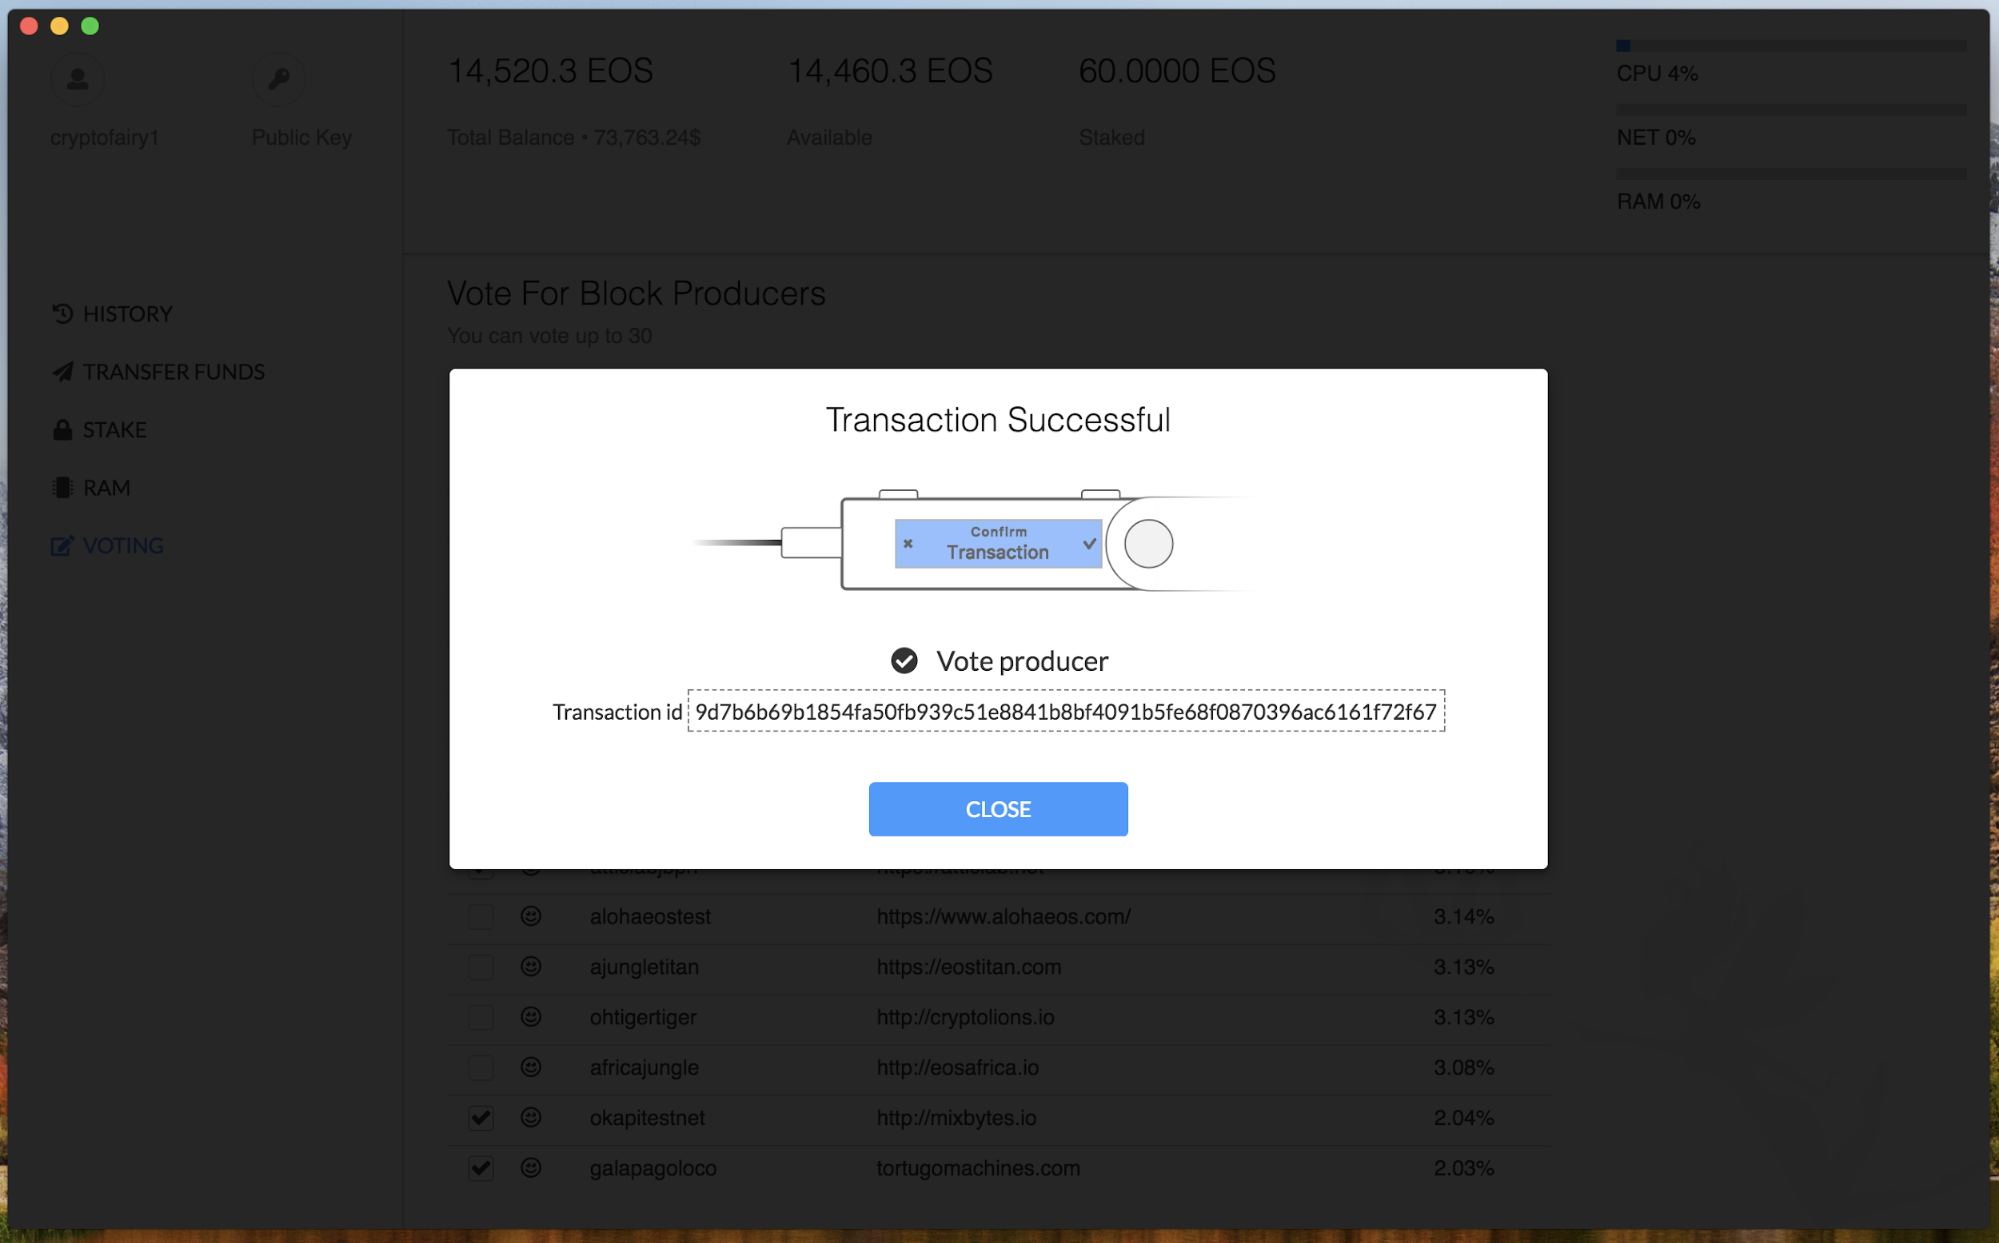 14,520.3 EOS
14,460.3 EOS
60.0000 EOS
CPU 4%
cryptofairy1
Public Key
Total Balance • 73,763.24$
Available
Staked
NET 0%
RAM 0%
HISTORY
TRANSFER FUNDS
STAKE
RAM
VOTING
Vote For Block Producers
You can vote up to 30
Transaction Successful
Confirm
Transaction
Vote producer
Transaction id 9d7b6b69b1854fa50fb939c51e8841b8bf4091b5fe68f0870396ac6161f72f67
CLOSE
alohaeostest https://www.alohaeos.com/ 3.14%
ajungletitan https://eostitan.com 3.13%
ohtigertiger http://cryptolions.io 3.13%
africajungle http://eosafrica.io 3.08%
okapitestnet http://mixbytes.io 2.04%
galapagoloco tortugomachines.com 2.03%